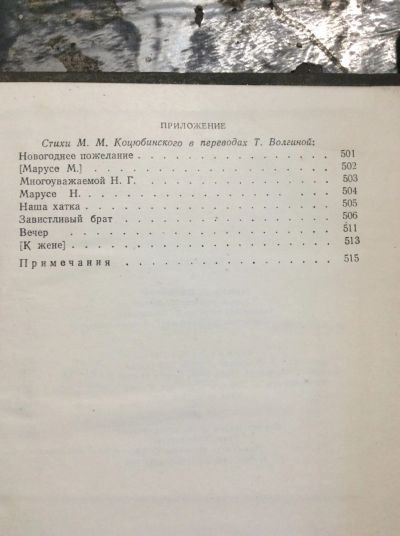 ПРИЛОЖЕНИЕ
Стихи М. М. Коцюбинского в переводах Т. Волгиной:
Новогоднее пожелание . . . . . . . . . . . . . . . 501
[Марусе М.] . . . . . . . . . . . . . . . . . . 502
Многоуважаемой Н. Г. . . . . . . . . . . . . . . 503
Марусе Н. . . . . . . . . . . . . . . . . . . 504
Наша хатка . . . . . . . . . . . . . . . . . . 505
Завистливый брат . . . . . . . . . . . . . . . . 506
Вечер . . . . . . . . . . . . . . . . . . . . 511
[К жене] . . . . . . . . . . . . . . . . . . . 513
Примечания . . . . . . . . . . . . . . . . . 515